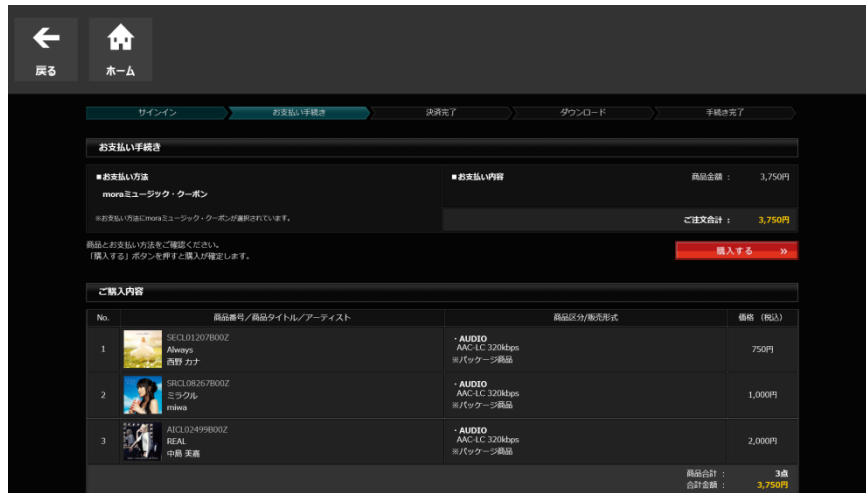 戻る
ホーム
サインイン
お支払い手続き
決済完了
ダウンロード
手続き完了
お支払い手続き
■お支払い方法
moraミュージック・クーポン
※お支払い方法にmoraミュージック・クーポンが選択されています。
■お支払い内容
商品金額 : 3,750円
ご注文合計 : 3,750円
商品とお支払い方法をご確認ください。
「購入する」ボタンを押すと購入が確定します。
購入する »
ご購入内容
No. 商品番号／商品タイトル／アーティスト 商品区分/販売形式 価格 （税込）
1
SECL01207B00Z
Always
西野 カナ
・AUDIO
AAC-LC 320kbps
※パッケージ商品
750円
2
SRCL08267B00Z
ミラクル
miwa
・AUDIO
AAC-LC 320kbps
※パッケージ商品
1,000円
3
AICL02499B00Z
REAL
中島 美嘉
・AUDIO
AAC-LC 320kbps
※パッケージ商品
2,000円
商品合計 : 3点
合計金額 : 3,750円